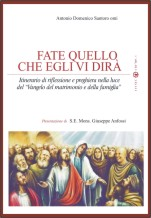 Antonio Domenico Santoro omi
FATE QUELLO
CHE EGLI VI DIRÀ
Itinerario di riflessione e preghiera nella luce
del "Vangelo del matrimonio e della famiglia"
Presentazione di S.E. Mons. Giuseppe Anfossi